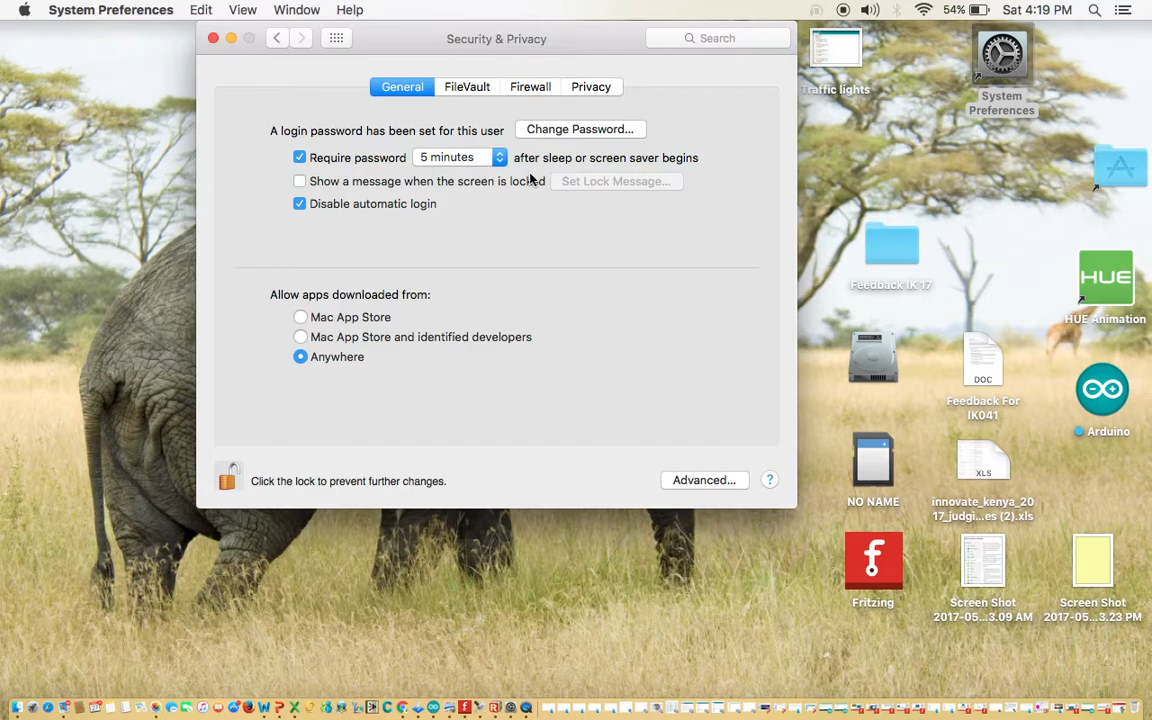 System Preferences Edit View Window Help 54% Sat 4:19 PM
Security & Privacy
Search
General FileVault Firewall Privacy
A login password has been set for this user Change Password...
Require password 5 minutes after sleep or screen saver begins
Show a message when the screen is locked Set Lock Message...
Disable automatic login
Allow apps downloaded from:
Mac App Store
Mac App Store and identified developers
Anywhere
Click the lock to prevent further changes.
Advanced... ?
Traffic lights
System
Preferences
Feedback IK 17
HUE
HUE Animation
DOC
Feedback For
IK041
Arduino
NO NAME
XLS
innovate_kenya_20
17_judgi...es (2).xls
f
Fritzing
Screen Shot
2017-05...3.09 AM
Screen Shot
2017-05...3.23 PM